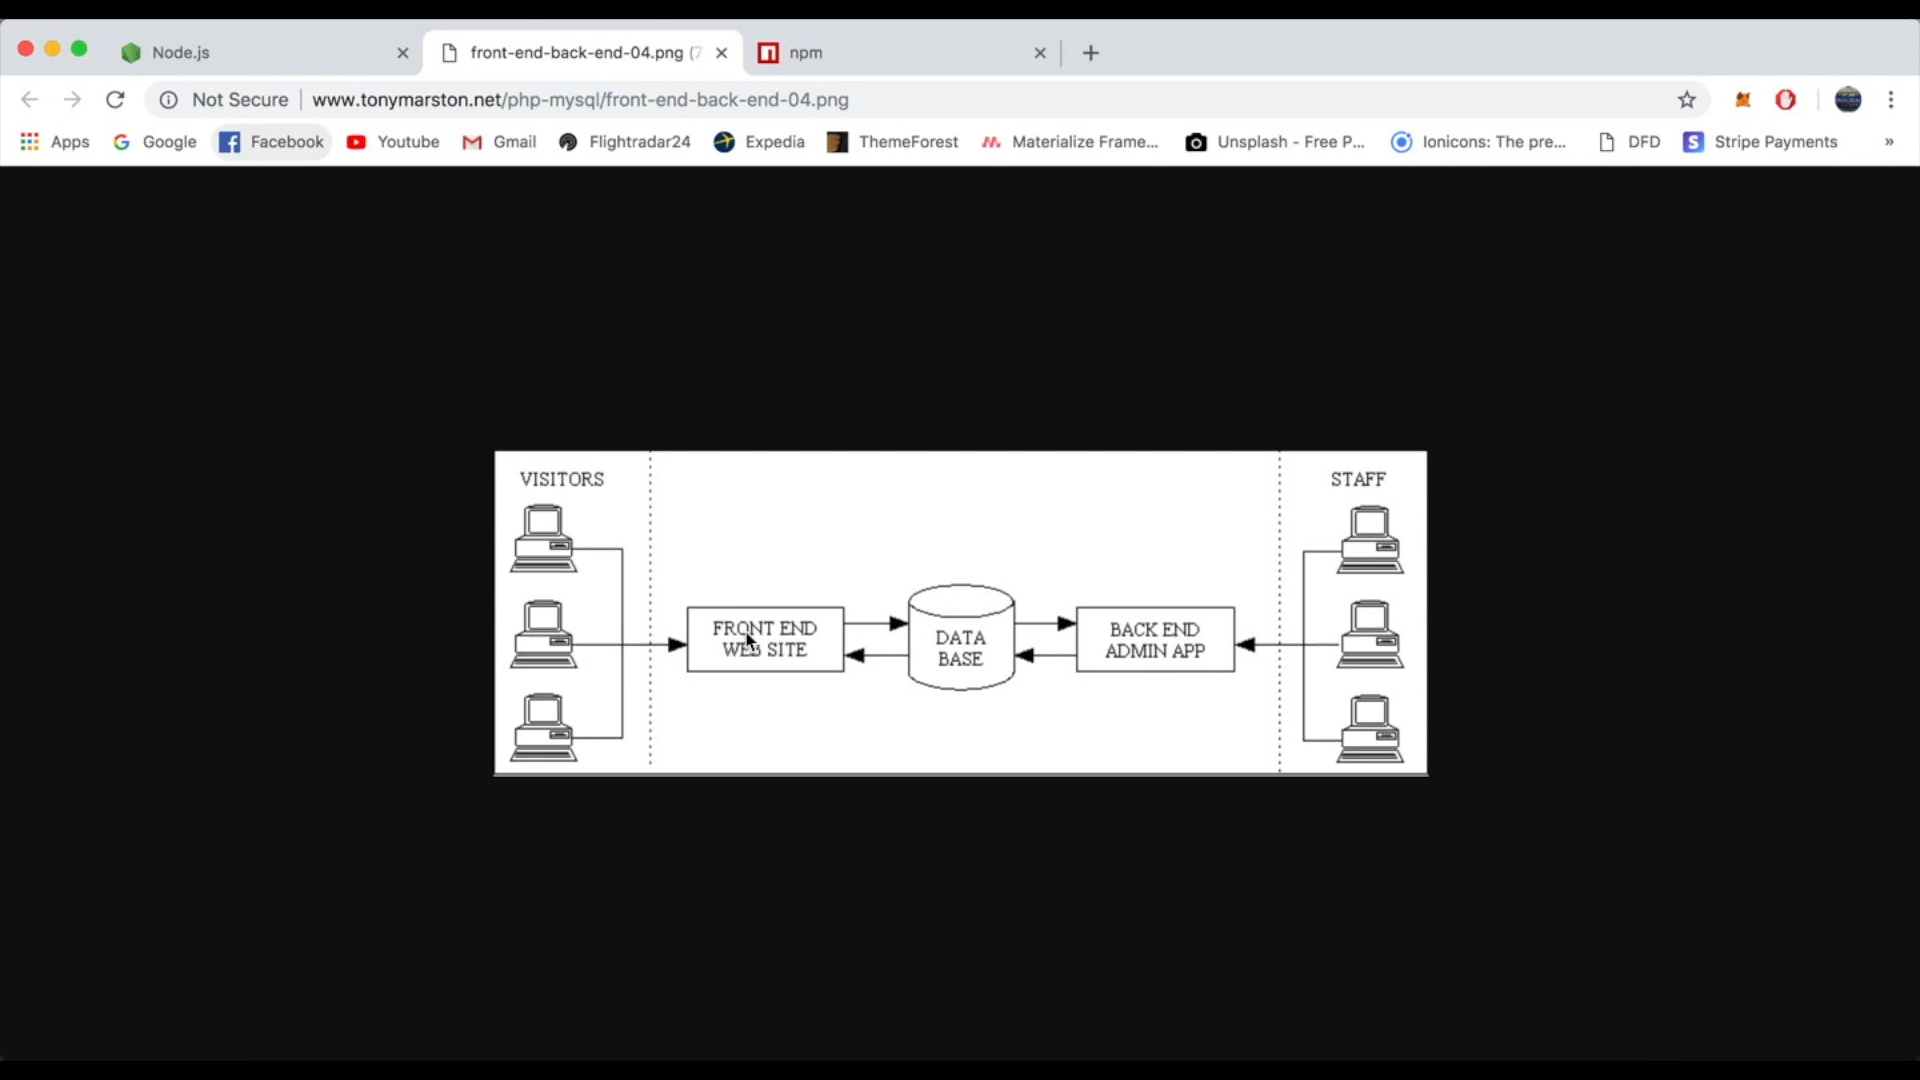 Node.js
front-end-back-end-04.png (7
npm
Not Secure
www.tonymarston.net/php-mysql/front-end-back-end-04.png
Apps
Google
Facebook
Youtube
Gmail
Flightradar24
Expedia
ThemeForest
Materialize Frame...
Unsplash - Free P...
Ionicons: The pre...
DFD
Stripe Payments
»
VISITORS
STAFF
FRONT END
WEB SITE
DATA
BASE
BACK END
ADMIN APP